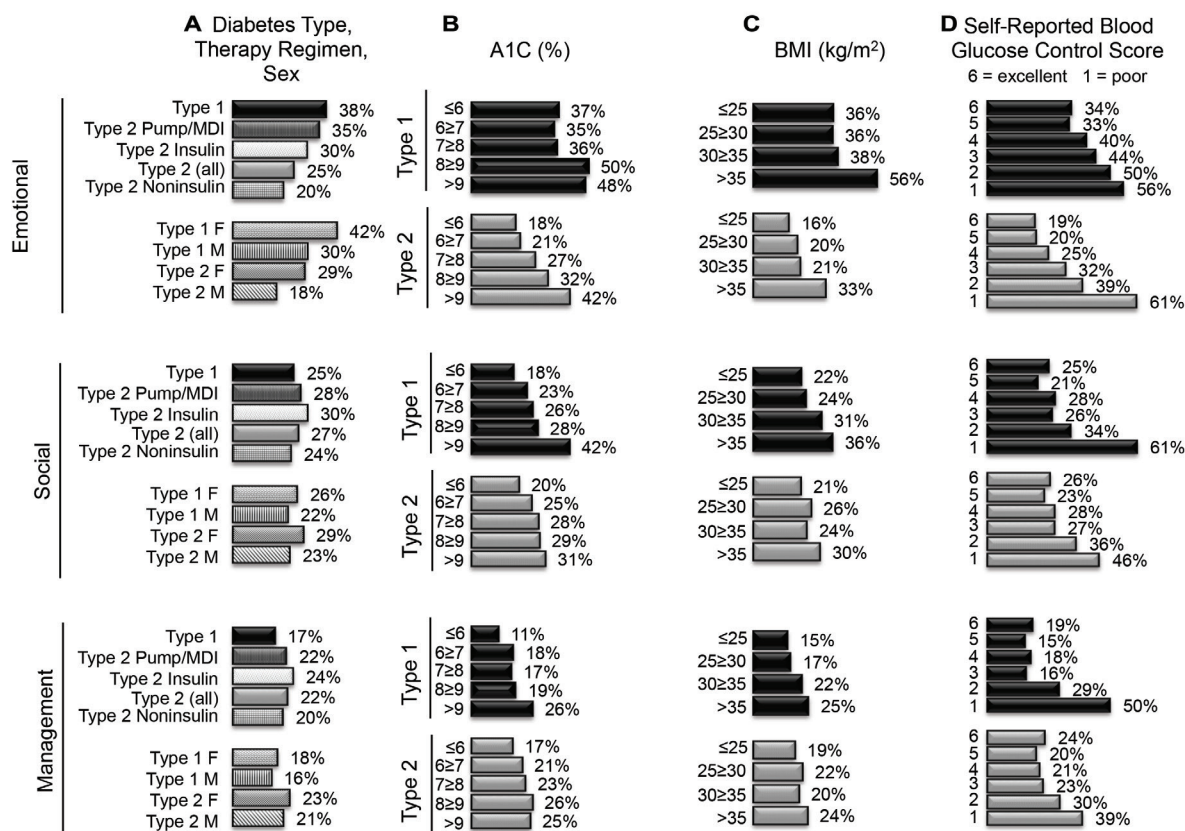 A Diabetes Type,
Therapy Regimen,
Sex
B
A1C (%)
C
BMI (kg/m²)
D Self-Reported Blood
Glucose Control Score
6 = excellent 1 = poor
Emotional
Type 1 38%
Type 2 Pump/MDI 35%
Type 2 Insulin 30%
Type 2 (all) 25%
Type 2 Noninsulin 20%
Type 1 F 42%
Type 1 M 30%
Type 2 F 29%
Type 2 M 18%
Type 1
≤6 37%
6≥7 35%
7≥8 36%
8≥9 50%
>9 48%
Type 2
≤6 18%
6≥7 21%
7≥8 27%
8≥9 32%
>9 42%
≤25 36%
25≥30 36%
30≥35 38%
>35 56%
≤25 16%
25≥30 20%
30≥35 21%
>35 33%
6 34%
5 33%
4 40%
3 44%
2 50%
1 56%
6 19%
5 20%
4 25%
3 32%
2 39%
1 61%
Social
Type 1 25%
Type 2 Pump/MDI 28%
Type 2 Insulin 30%
Type 2 (all) 27%
Type 2 Noninsulin 24%
Type 1 F 26%
Type 1 M 22%
Type 2 F 29%
Type 2 M 23%
Type 1
≤6 18%
6≥7 23%
7≥8 26%
8≥9 28%
>9 42%
Type 2
≤6 20%
6≥7 25%
7≥8 28%
8≥9 29%
>9 31%
≤25 22%
25≥30 24%
30≥35 31%
>35 36%
≤25 21%
25≥30 26%
30≥35 24%
>35 30%
6 25%
5 21%
4 28%
3 26%
2 34%
1 61%
6 26%
5 23%
4 28%
3 27%
2 36%
1 46%
Management
Type 1 17%
Type 2 Pump/MDI 22%
Type 2 Insulin 24%
Type 2 (all) 22%
Type 2 Noninsulin 20%
Type 1 F 18%
Type 1 M 16%
Type 2 F 23%
Type 2 M 21%
Type 1
≤6 11%
6≥7 18%
7≥8 17%
8≥9 19%
>9 26%
Type 2
≤6 17%
6≥7 21%
7≥8 23%
8≥9 26%
>9 25%
≤25 15%
25≥30 17%
30≥35 22%
>35 25%
≤25 19%
25≥30 22%
30≥35 20%
>35 24%
6 19%
5 15%
4 18%
3 16%
2 29%
1 50%
6 24%
5 20%
4 21%
3 23%
2 30%
1 39%